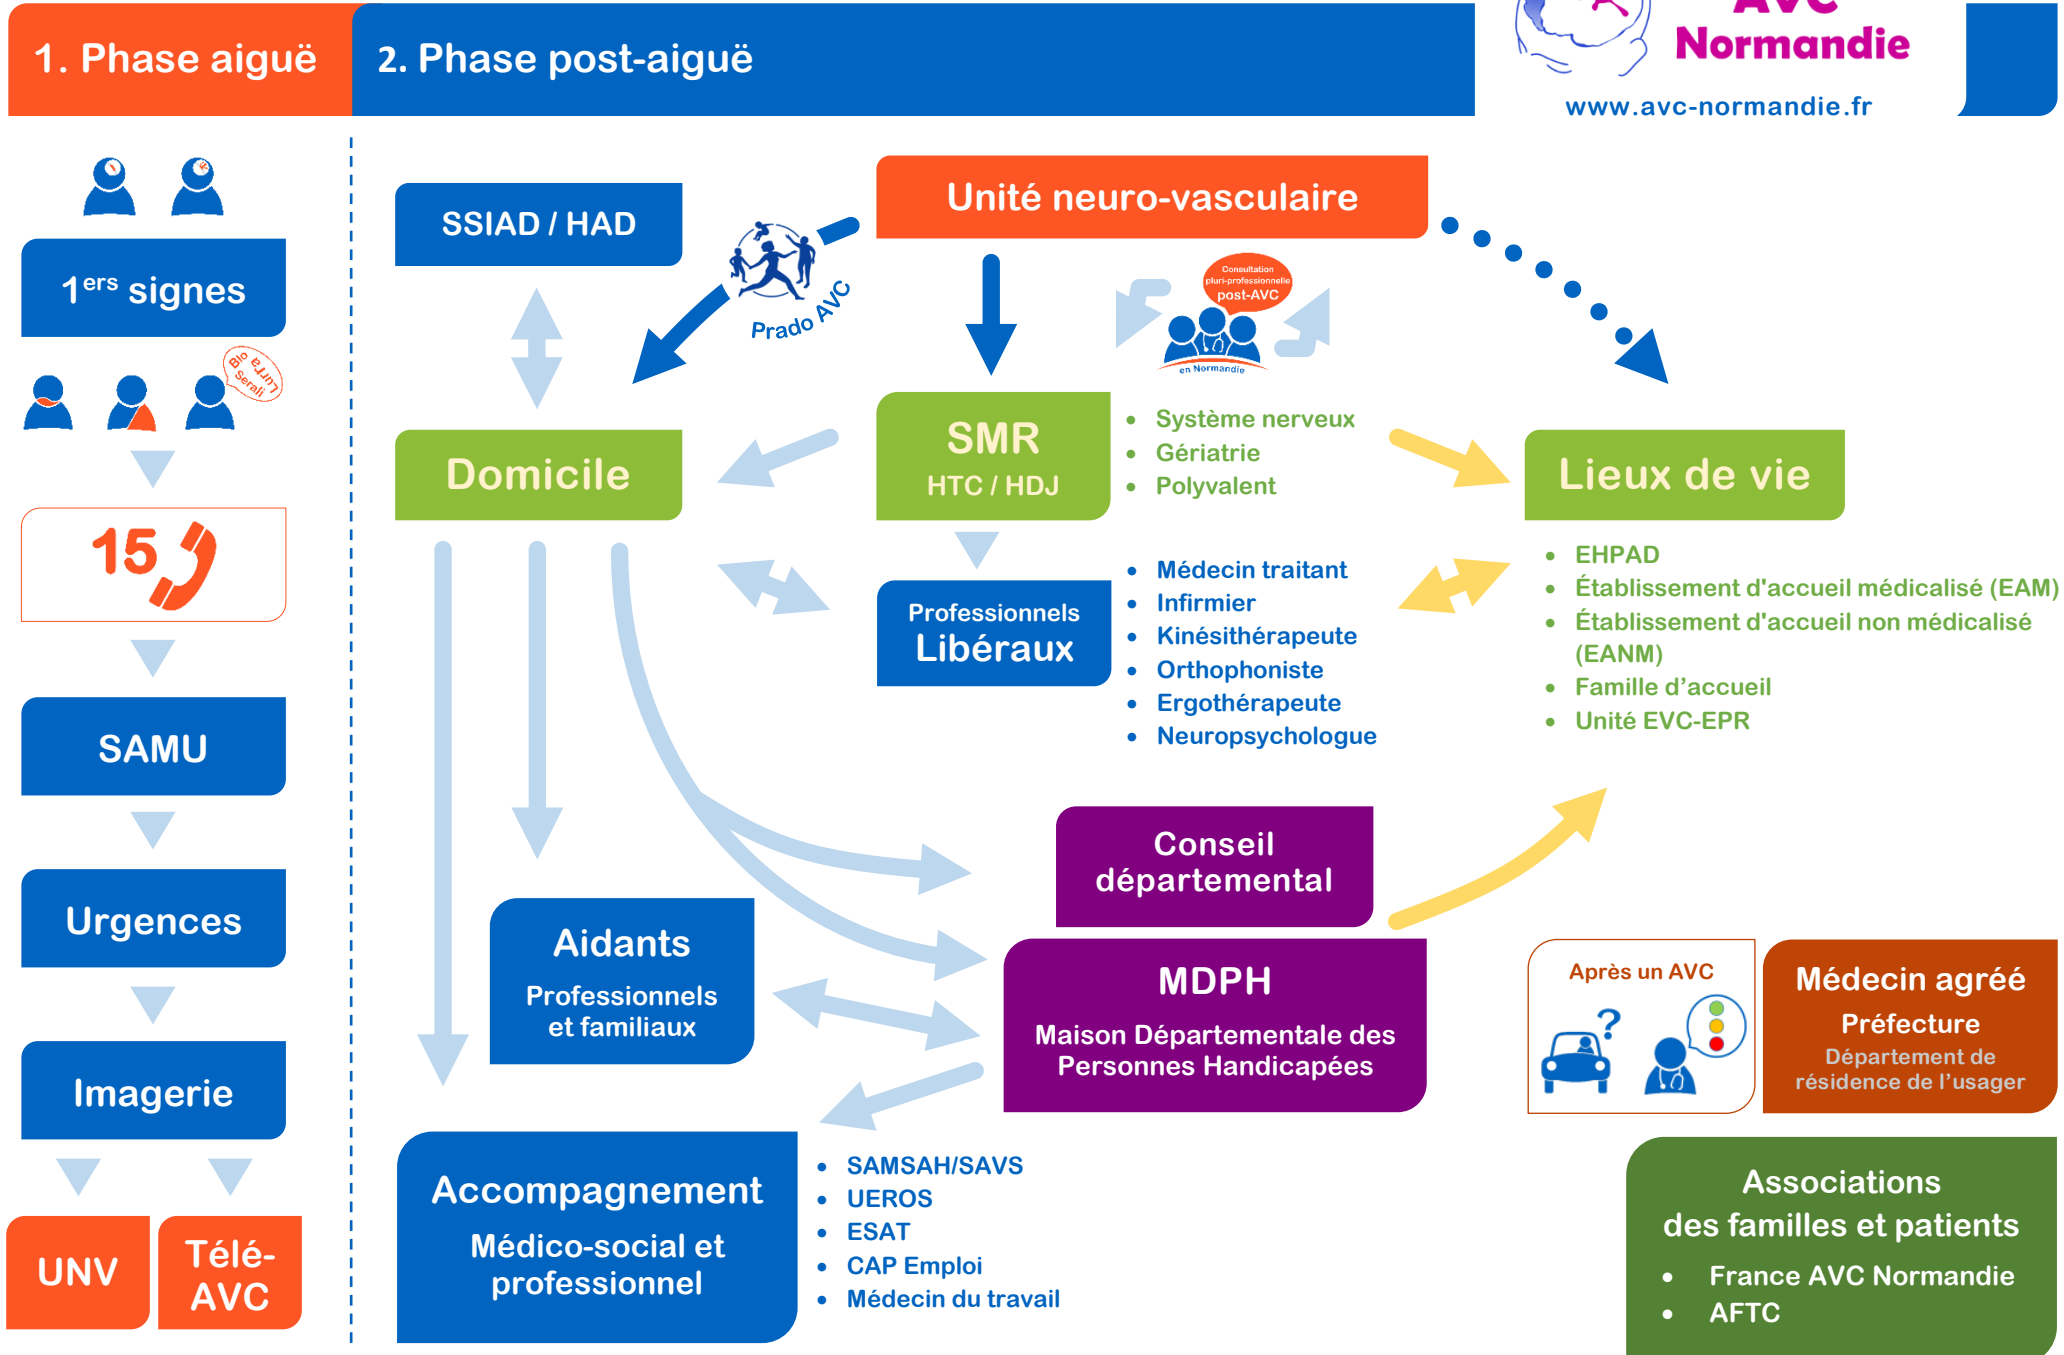 1. Phase aiguë
2. Phase post-aiguë
AVC
Normandie
www.avc-normandie.fr
1ers signes
Blo
Lurra
Serali
15
SAMU
Urgences
Imagerie
UNV
Télé-
AVC
SSIAD / HAD
Prado AVC
Unité neuro-vasculaire
Consultation
pluri-professionnelle
post-AVC
en Normandie
Domicile
SMR
HTC / HDJ
• Système nerveux
• Gériatrie
• Polyvalent
Lieux de vie
• EHPAD
• Établissement d'accueil médicalisé (EAM)
• Établissement d'accueil non médicalisé
(EANM)
• Famille d’accueil
• Unité EVC-EPR
Professionnels
Libéraux
• Médecin traitant
• Infirmier
• Kinésithérapeute
• Orthophoniste
• Ergothérapeute
• Neuropsychologue
Conseil
départemental
MDPH
Maison Départementale des
Personnes Handicapées
Aidants
Professionnels
et familiaux
Accompagnement
Médico-social et
professionnel
• SAMSAH/SAVS
• UEROS
• ESAT
• CAP Emploi
• Médecin du travail
Après un AVC
?
Médecin agréé
Préfecture
Département de
résidence de l’usager
Associations
des familles et patients
• France AVC Normandie
• AFTC